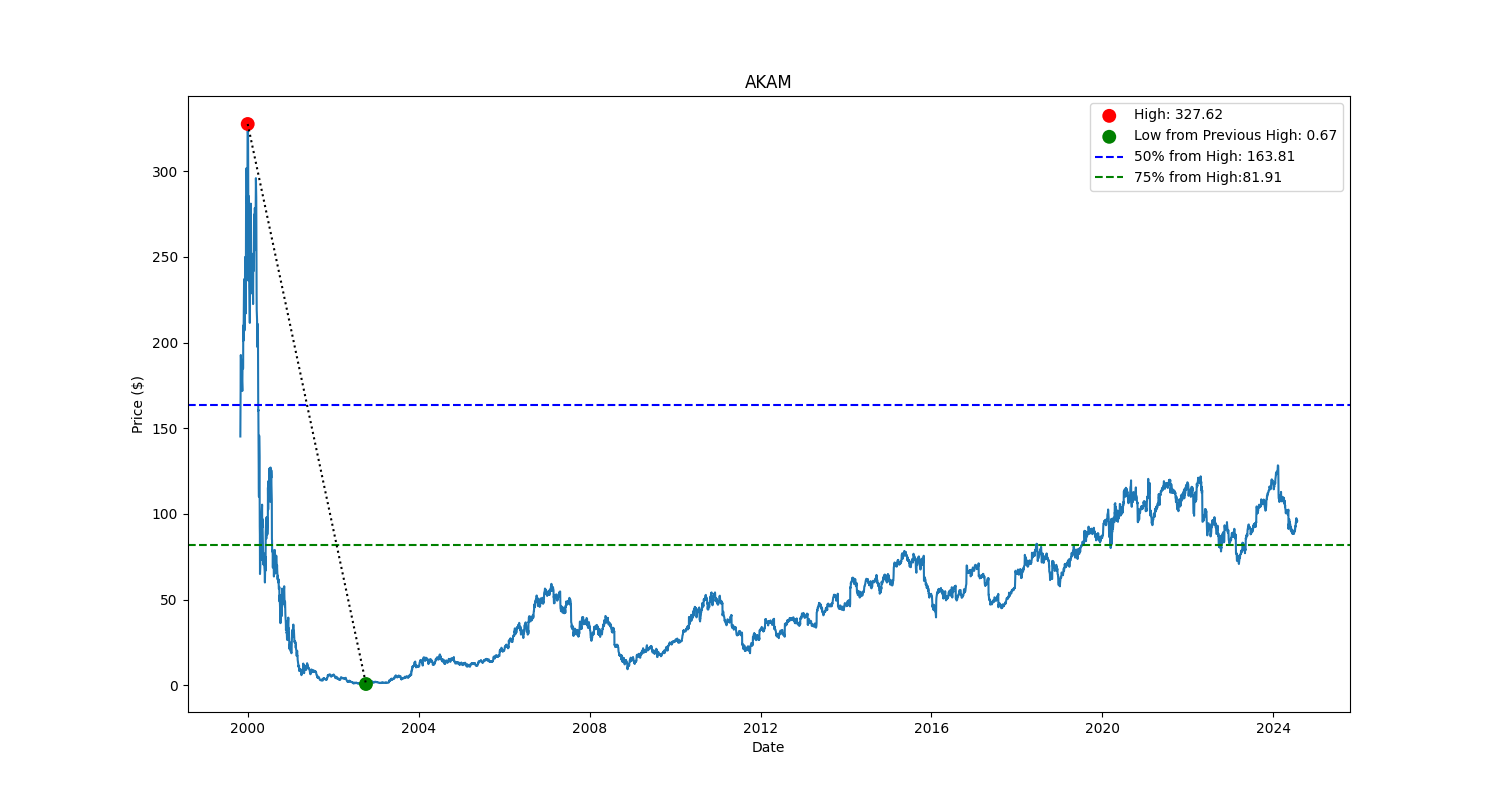 AKAM
High: 327.62
Low from Previous High: 0.67
50% from High: 163.81
75% from High:81.91
Price ($)
300
250
200
150
100
50
0
2000 2004 2008 2012 2016 2020 2024
Date